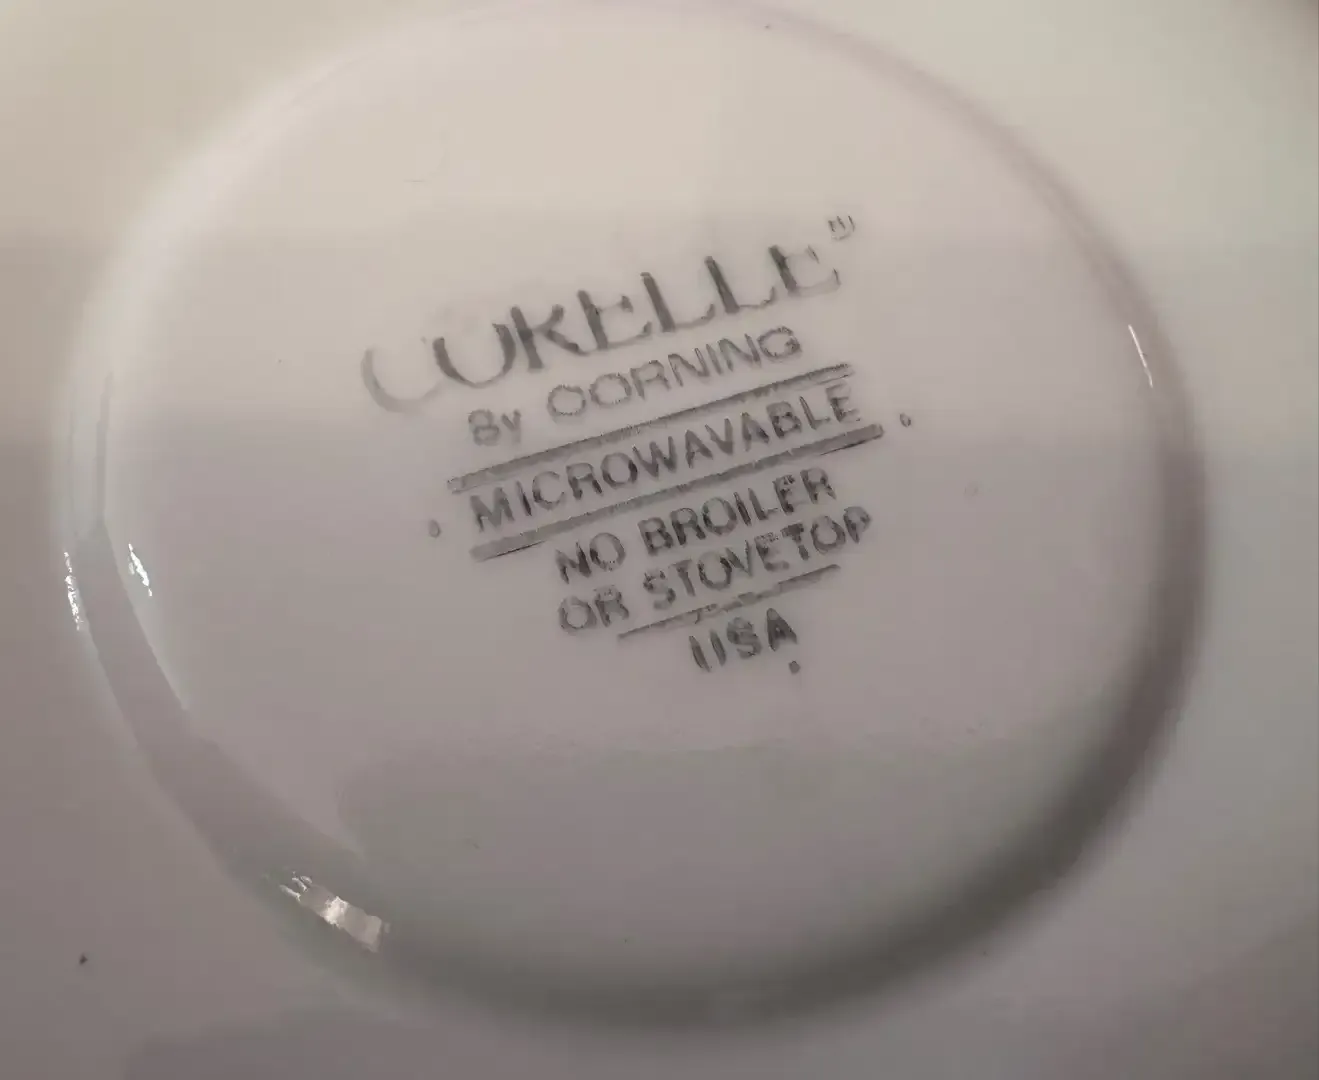 CORELLE
By CORNING
MICROWAVABLE
NO BROILER
OR STOVETOP
USA